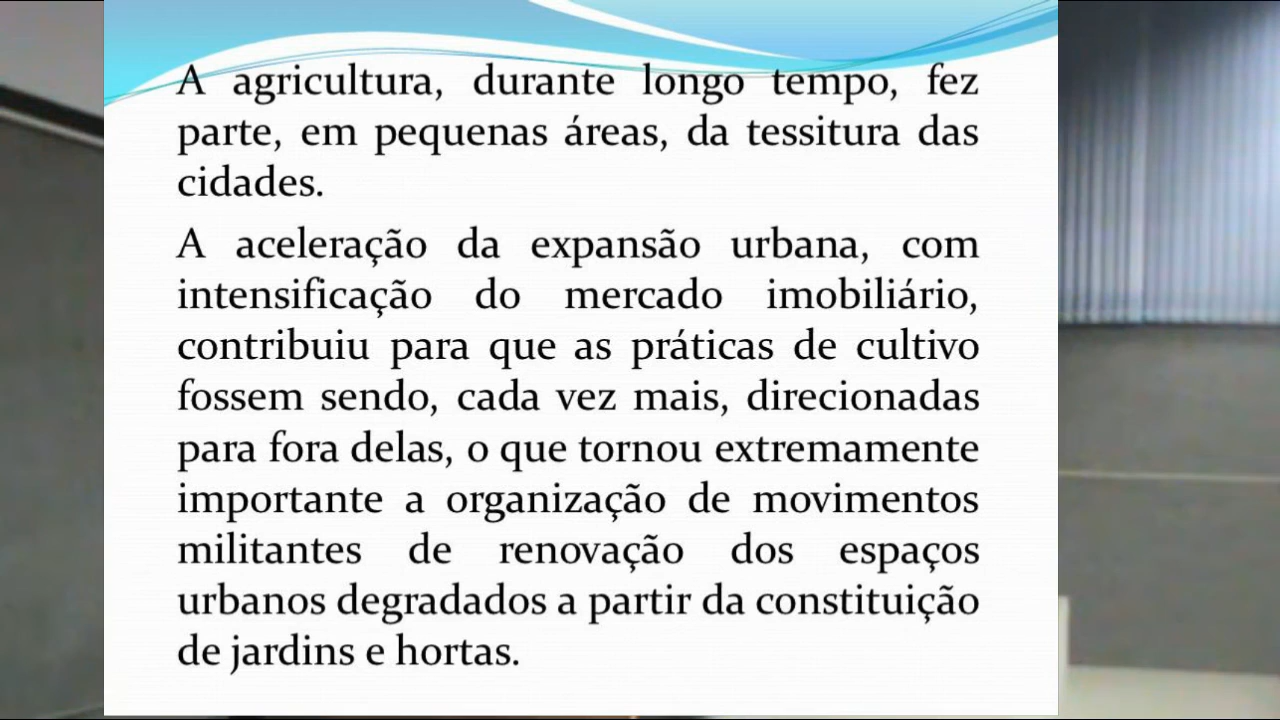 A agricultura, durante longo tempo, fez
parte, em pequenas áreas, da tessitura das
cidades.
A aceleração da expansão urbana, com
intensificação do mercado imobiliário,
contribuiu para que as práticas de cultivo
fossem sendo, cada vez mais, direcionadas
para fora delas, o que tornou extremamente
importante a organização de movimentos
militantes de renovação dos espaços
urbanos degradados a partir da constituição
de jardins e hortas.